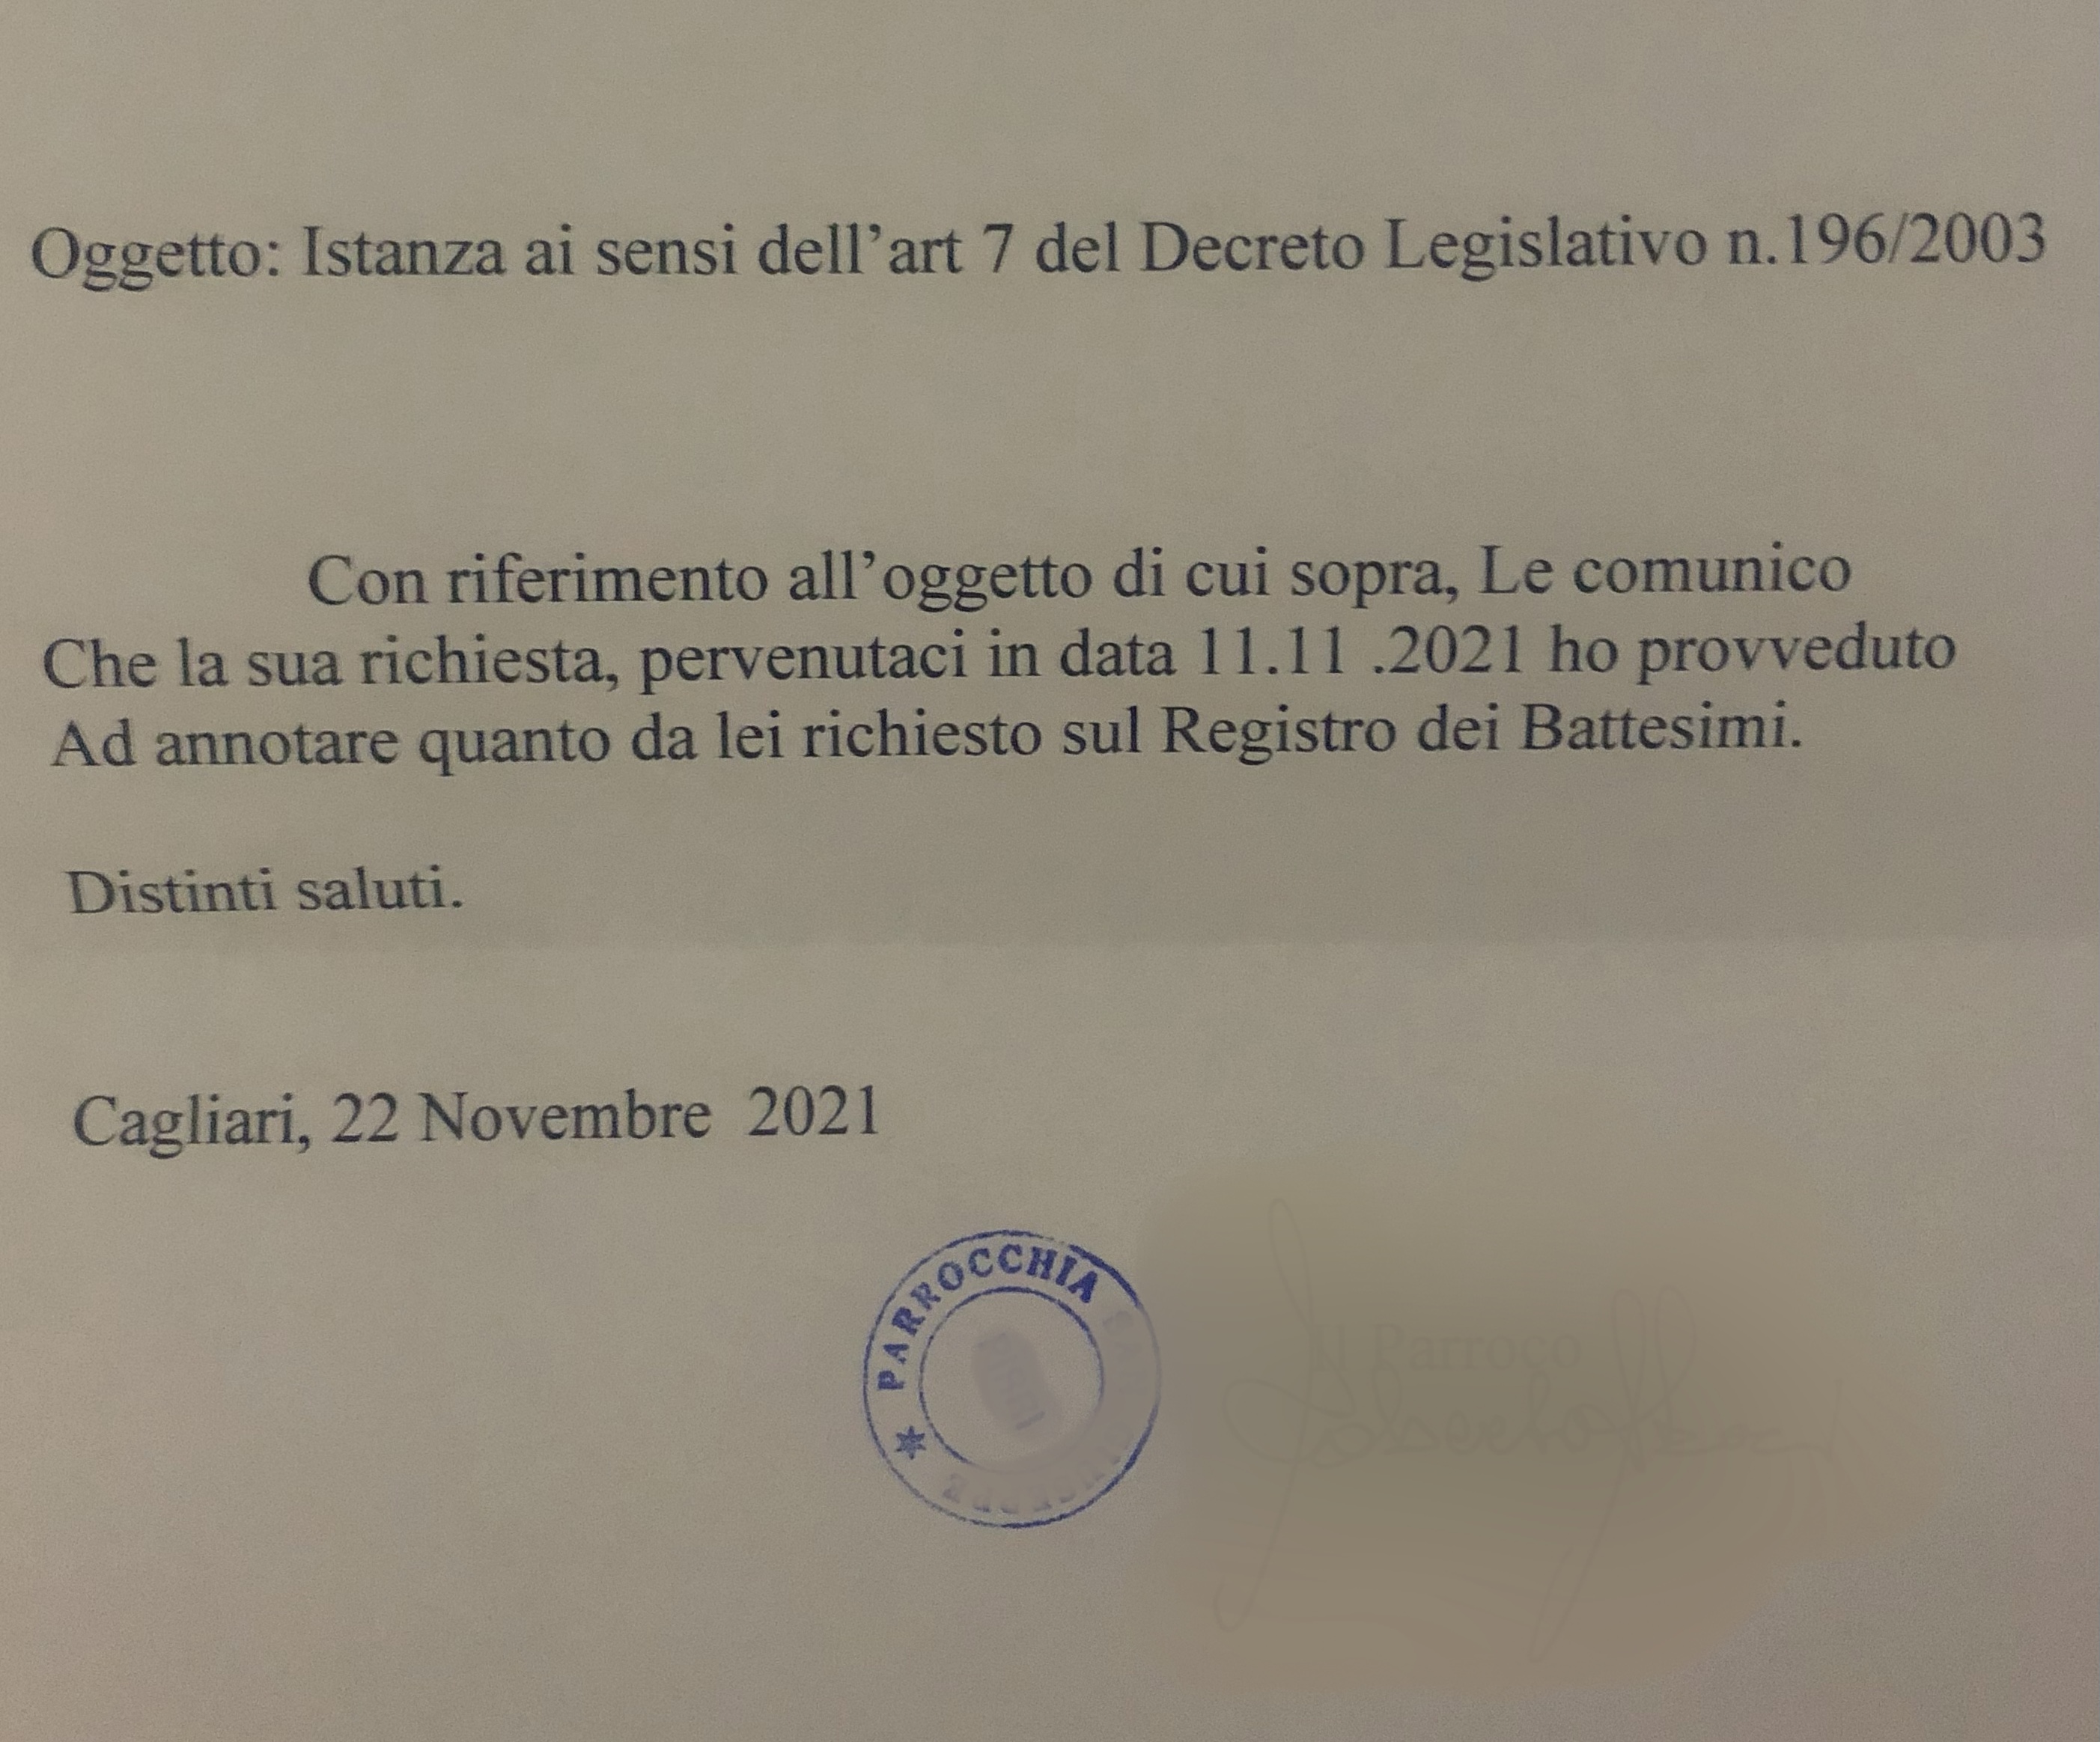 Oggetto: Istanza ai sensi dell’art 7 del Decreto Legislativo n.196/2003
Con riferimento all’oggetto di cui sopra, Le comunico
Che la sua richiesta, pervenutaci in data 11.11 .2021 ho provveduto
Ad annotare quanto da lei richiesto sul Registro dei Battesimi.
Distinti saluti.
Cagliari, 22 Novembre 2021
PARROCCHIA
Parroco